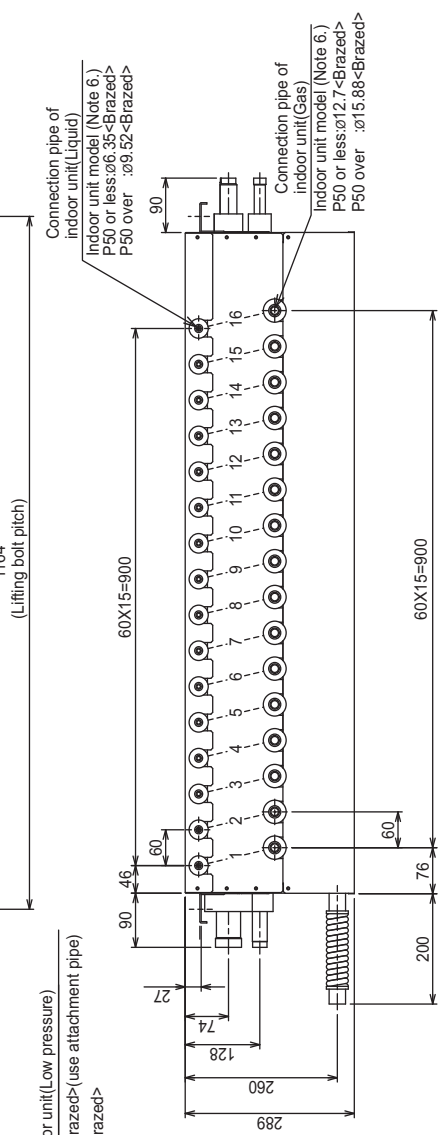 (Lifting bolt pitch)
or unit(Low pressure)
razed>(use attachment pipe)
razed>
Connection pipe of
indoor unit(Liquid)
Indoor unit model (Note 6.)
P50 or less:ø6.35<Brazed>
P50 over :ø9.52<Brazed>
60X15=900
90
46
60
90
27
74
128
260
289
1 2 3 4 5 6 7 8 9 10 11 12 13 14 15 16
Connection pipe of
indoor unit(Gas)
Indoor unit model (Note 6.)
P50 or less:ø12.7<Brazed>
P50 over :ø15.88<Brazed>
60
200
76
60X15=900